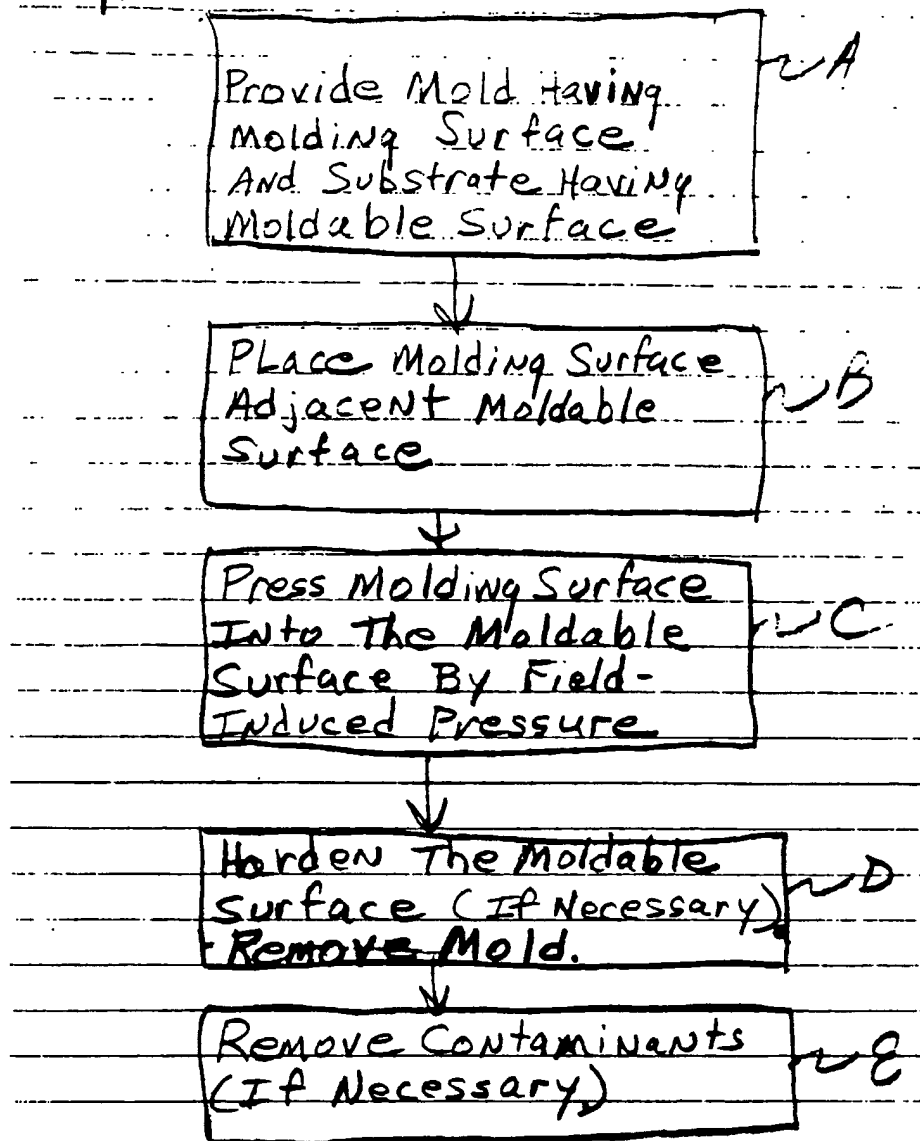 Provide Mold Having
Molding Surface
And Substrate Having
Moldable Surface
A
Place Molding Surface
Adjacent Moldable
Surface
B
Press Molding Surface
Into The Moldable
Surface By Field-
Induced Pressure
C
Harden The Moldable
Surface (If Necessary).
Remove Mold.
D
Remove Contaminants
(If Necessary.)
E